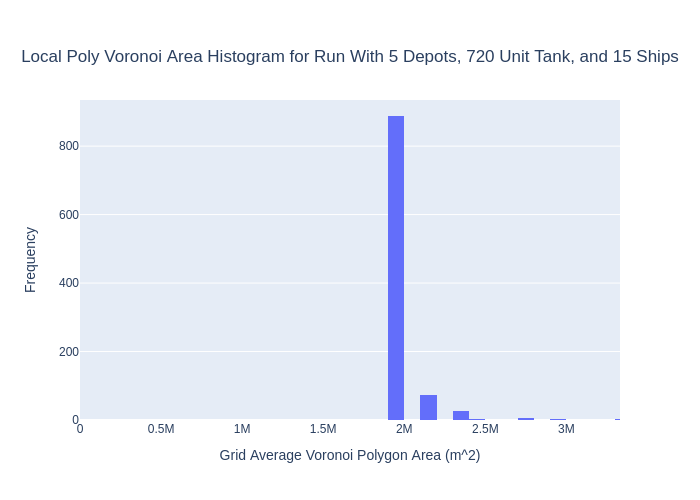 Local Poly Voronoi Area Histogram for Run With 5 Depots, 720 Unit Tank, and 15 Ships
800
600
400
200
0
Frequency
0 0.5M 1M 1.5M 2M 2.5M 3M
Grid Average Voronoi Polygon Area (m^2)